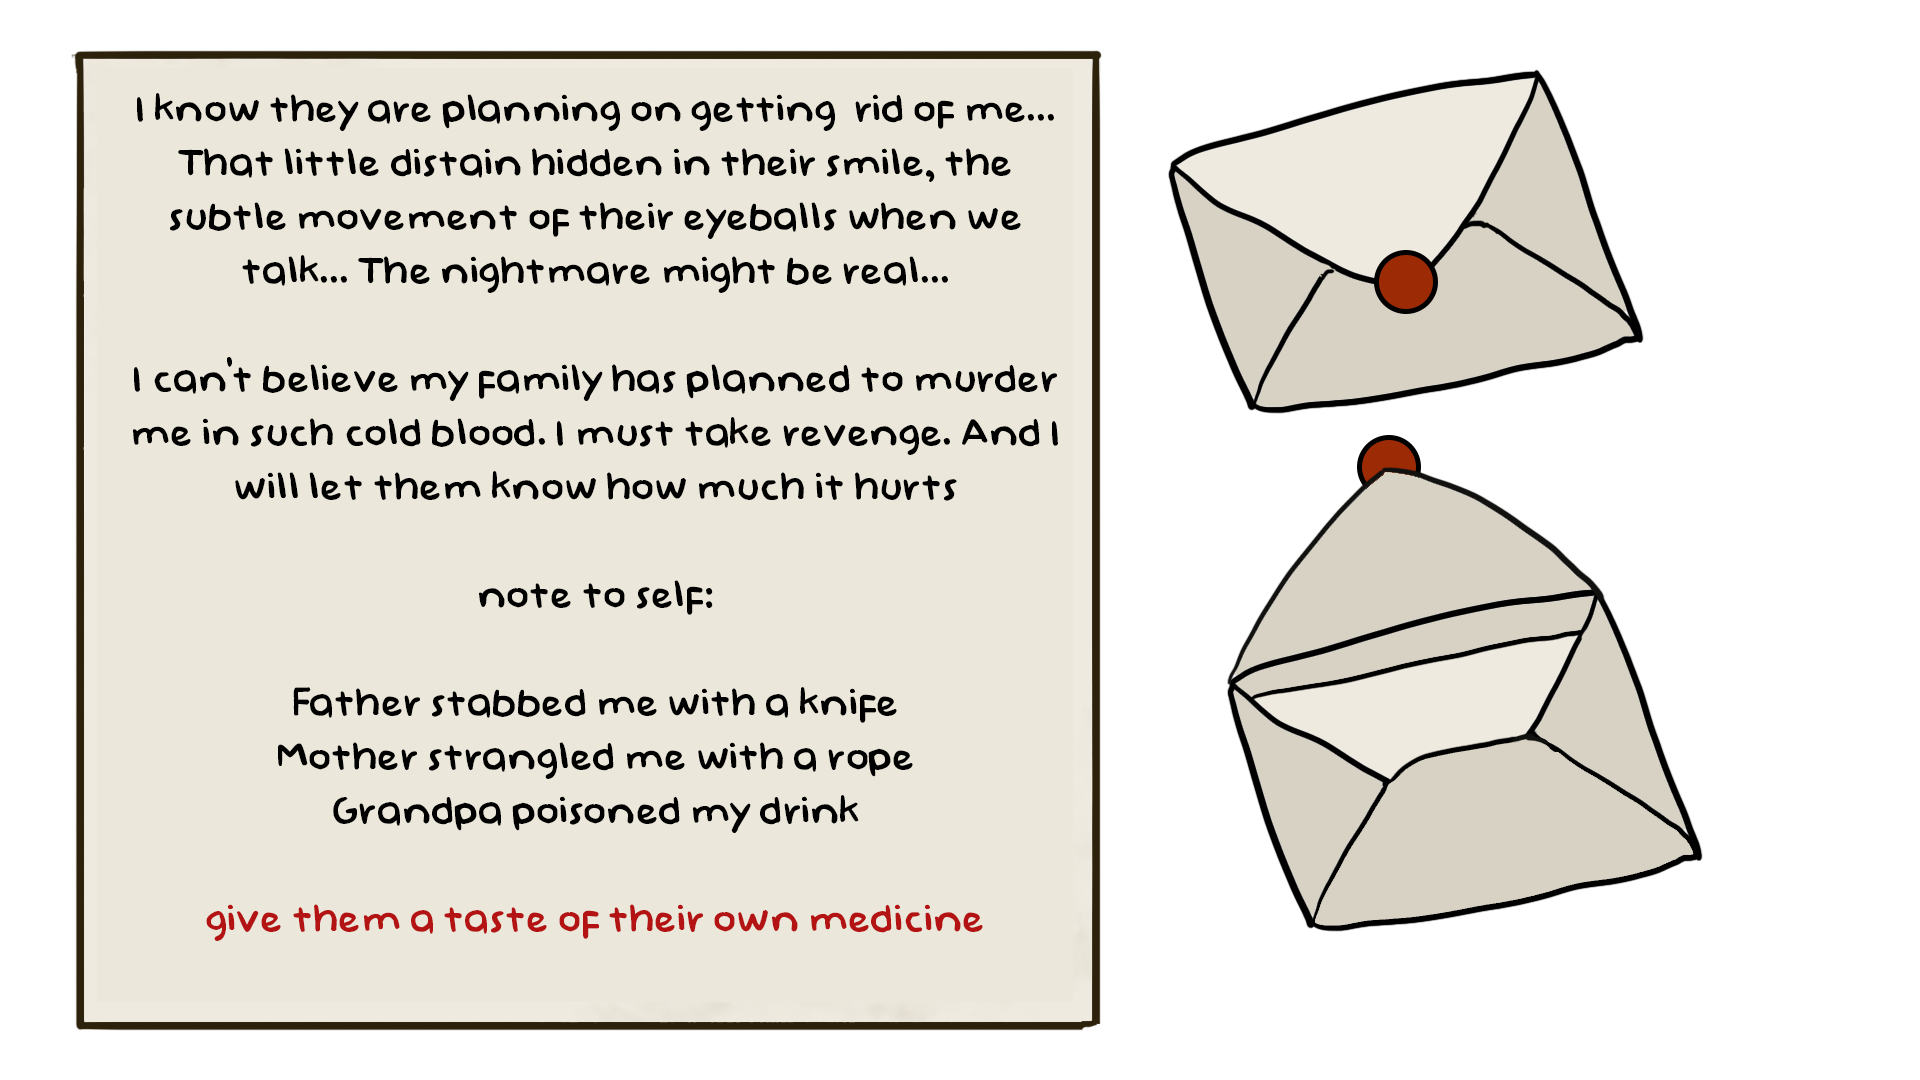 I know they are planning on getting  rid of me...
That little distain hidden in their smile, the
subtle movement of their eyeballs when we
talk... The nightmare might be real...
I can't believe my family has planned to murder
me in such cold blood. I must take revenge. And I
will let them know how much it hurts
note to self:
Father stabbed me with a knife
Mother strangled me with a rope
Grandpa poisoned my drink
give them a taste of their own medicine